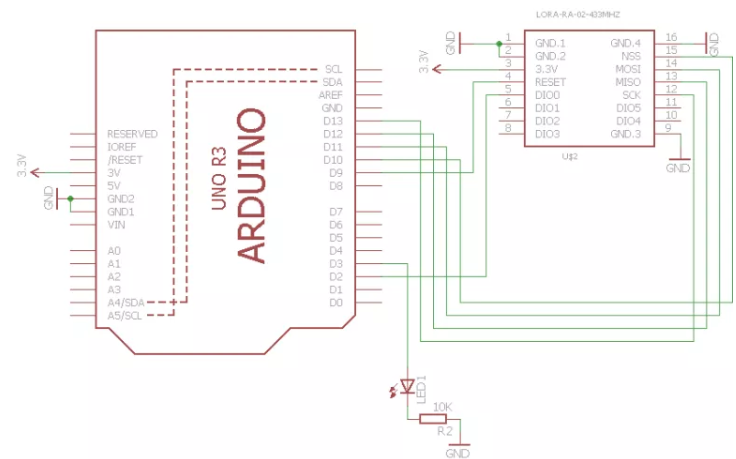 LORA-RA-02-433MHZ
GND
1
2
3.3V
3
4
5
6
7
8
GND.1
GND.2
3.3V
RESET
DIO0
DIO1
DIO2
DIO3
GND.4
NSS
MOSI
MISO
SCK
DIO5
DIO4
GND.3
16
15
14
13
12
11
10
9
GND
GND
U$2
SCL
SDA
AREF
GND
D13
D12
D11
D10
D9
D8
D7
D6
D5
D4
D3
D2
D1
D0
RESERVED
IOREF
/RESET
3V
5V
GND2
GND1
VIN
A0
A1
A2
A3
A4/SDA
A5/SCL
3.3V
GND
UNO R3
ARDUINO
LED1
10K
R2
GND